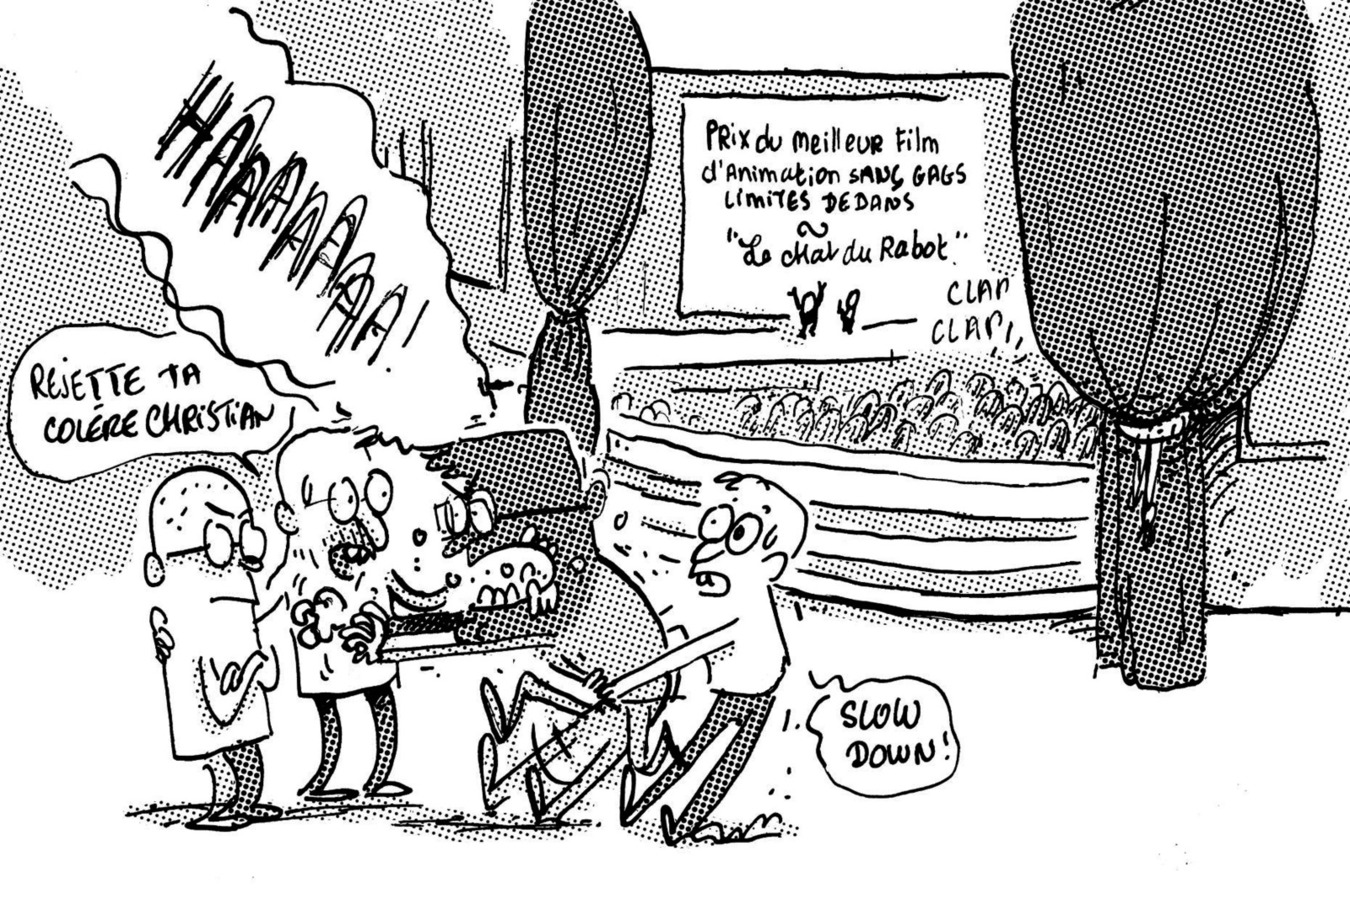 HAAAAAAAAA!
PRIX du Meilleur Film
d'Animation SANS GAGS
LIMITES DEDANS
~
"Le chat du Rabot".
CLAP
CLAP,
REJETTE TA
COLÈRE CHRISTIAN
SLOW
DOWN!